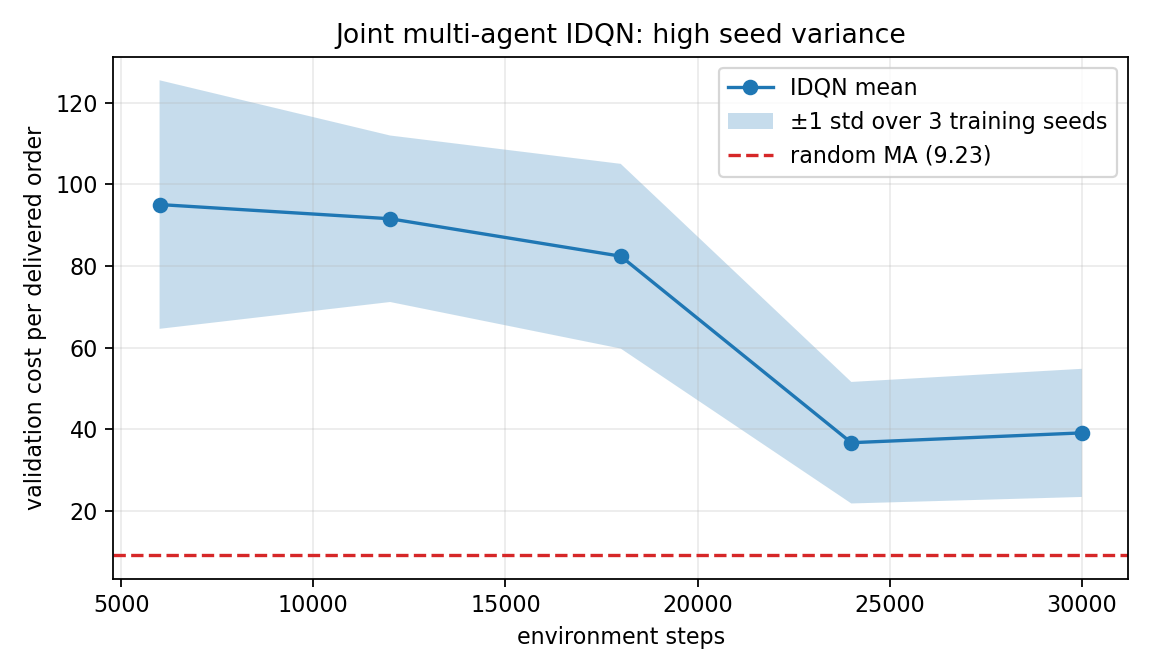 Joint multi-agent IDQN: high seed variance
validation cost per delivered order
120
100
80
60
40
20
IDQN mean
±1 std over 3 training seeds
random MA (9.23)
5000
10000
15000
20000
25000
30000
environment steps